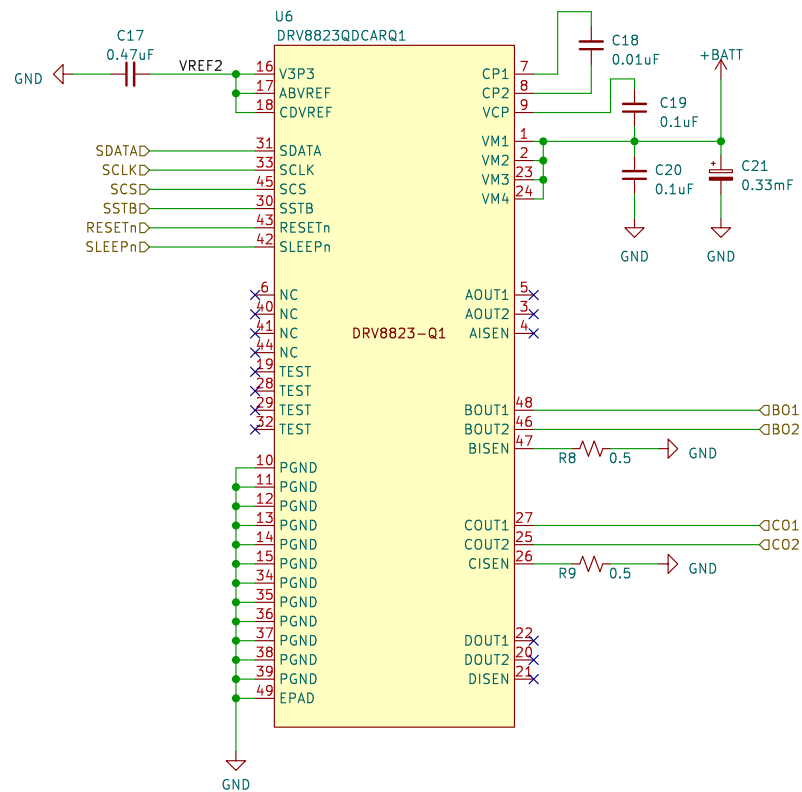 U6
DRV8823QDCARQ1
C17
0.47uF
GND
VREF2
16 V3P3
17 ABVREF
18 CDVREF
SDATA 31 SDATA
SCLK 33 SCLK
SCS 45 SCS
SSTB 30 SSTB
RESETn 43 RESETn
SLEEPn 42 SLEEPn
6 NC
40 NC
41 NC
44 NC
19 TEST
28 TEST
29 TEST
32 TEST
10 PGND
11 PGND
12 PGND
13 PGND
14 PGND
15 PGND
34 PGND
35 PGND
36 PGND
37 PGND
38 PGND
39 PGND
49 EPAD
GND
DRV8823-Q1
CP1 7
CP2 8
VCP 9
VM1 1
VM2 2
VM3 23
VM4 24
C18
0.01uF
C19
0.1uF
C20
0.1uF
GND
+BATT
+
C21
0.33mF
GND
AOUT1 5
AOUT2 3
AISEN 4
BOUT1 48 BO1
BOUT2 46 BO2
BISEN 47
R8 0.5 GND
COUT1 27 CO1
COUT2 25 CO2
CISEN 26
R9 0.5 GND
DOUT1 22
DOUT2 20
DISEN 21